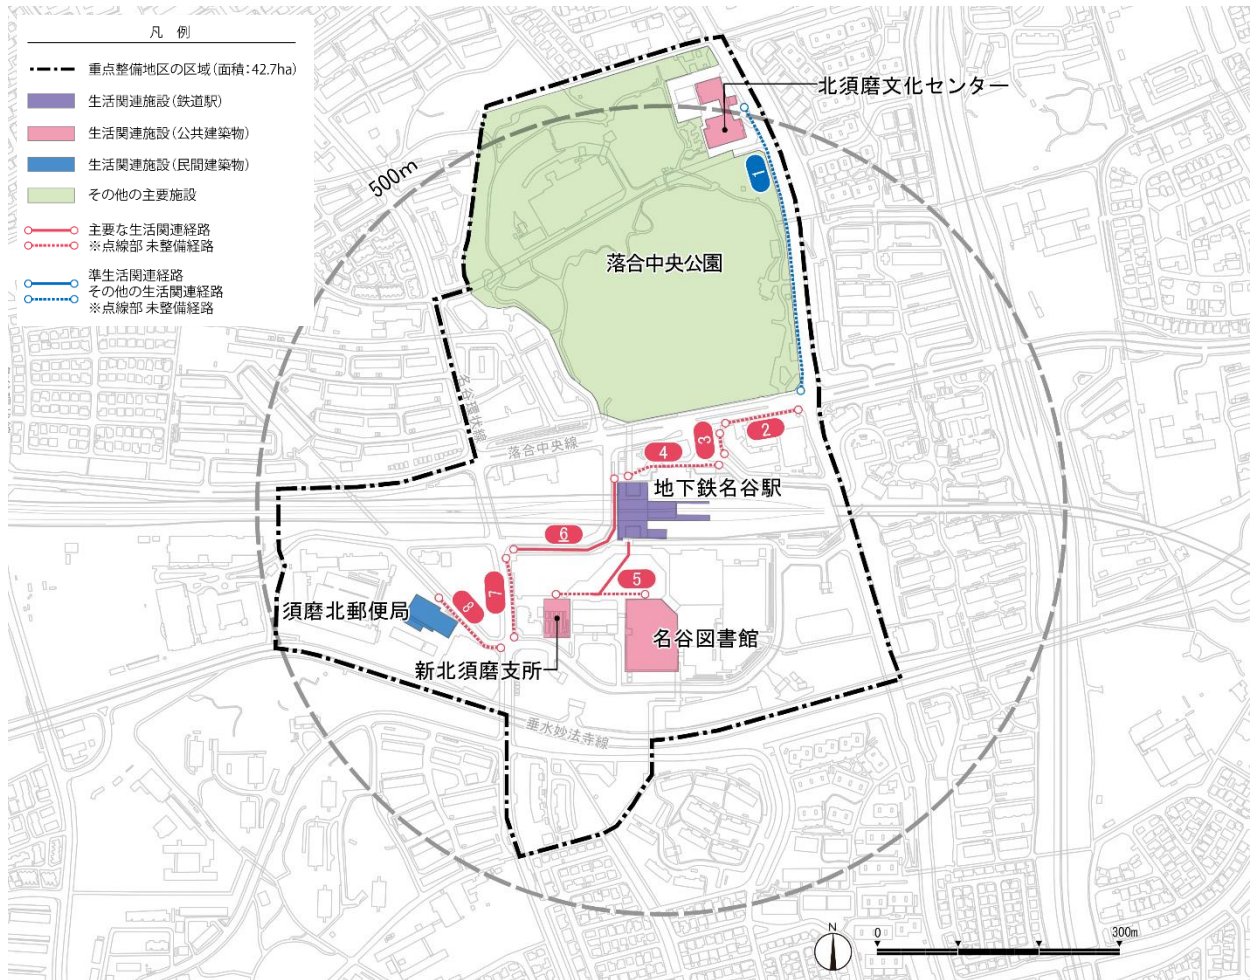 凡 例
重点整備地区の区域（面積：42.7ha）
生活関連施設（鉄道駅）
生活関連施設（公共建築物）
生活関連施設（民間建築物）
その他の主要施設
主要な生活関連経路
※点線部 未整備経路
準生活関連経路
その他の生活関連経路
※点線部 未整備経路
北須磨文化センター
500m
1
落合中央公園
名谷環状線
落合中央線
2
3
4
地下鉄名谷駅
6
5
7
8
須磨北郵便局
名谷図書館
新北須磨支所
垂水妙法寺線
N
0
300m